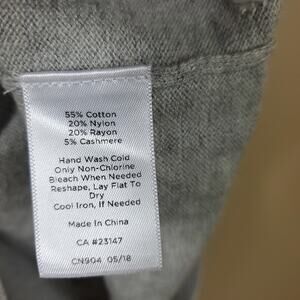 55% Cotton
20% Nylon
20% Rayon
5% Cashmere
Hand Wash Cold
Only Non-Chlorine
Bleach When Needed
Reshape, Lay Flat To
Dry
Cool Iron, If Needed
Made In China
CA #23147
CN904 05/18